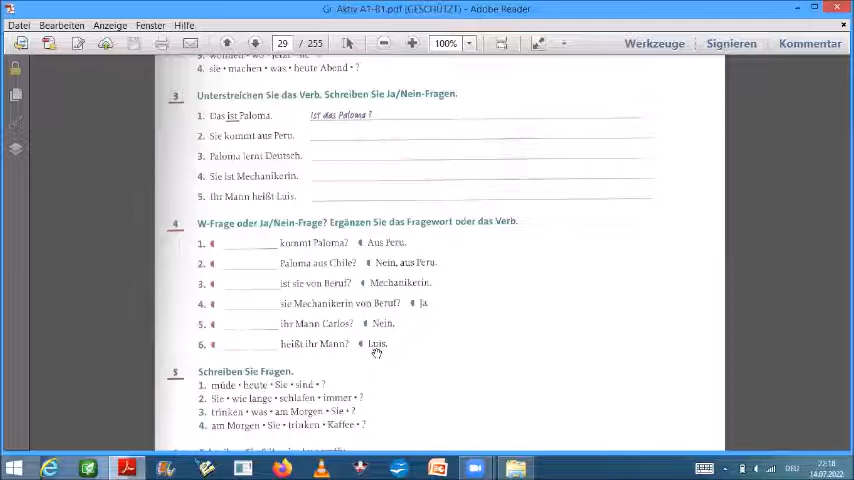 Gr. Aktiv A1-B1.pdf (GESCHÜTZT) - Adobe Reader
Datei Bearbeiten Anzeige Fenster Hilfe
29 / 255 100% Werkzeuge Signieren Kommentar
4. sie • machen • was • heute Abend • ?
3 Unterstreichen Sie das Verb. Schreiben Sie Ja/Nein-Fragen.
1. Das ist Paloma. Ist das Paloma?
2. Sie kommt aus Peru.
3. Paloma lernt Deutsch.
4. Sie ist Mechanikerin.
5. Ihr Mann heißt Luis.
4 W-Frage oder Ja/Nein-Frage? Ergänzen Sie das Fragewort oder das Verb.
1. kommt Paloma? Aus Peru.
2. Paloma aus Chile? Nein, aus Peru.
3. ist sie von Beruf? Mechanikerin.
4. sie Mechanikerin von Beruf? Ja
5. ihr Mann Carlos? Nein.
6. heißt ihr Mann? Luis.
5 Schreiben Sie Fragen.
1. müde • heute • Sie • sind • ?
2. Sie • wie lange • schlafen • immer • ?
3. trinken • was • am Morgen • Sie • ?
4. am Morgen • Sie • trinken • Kaffee • ?
DEU
22:18
14.07.2022